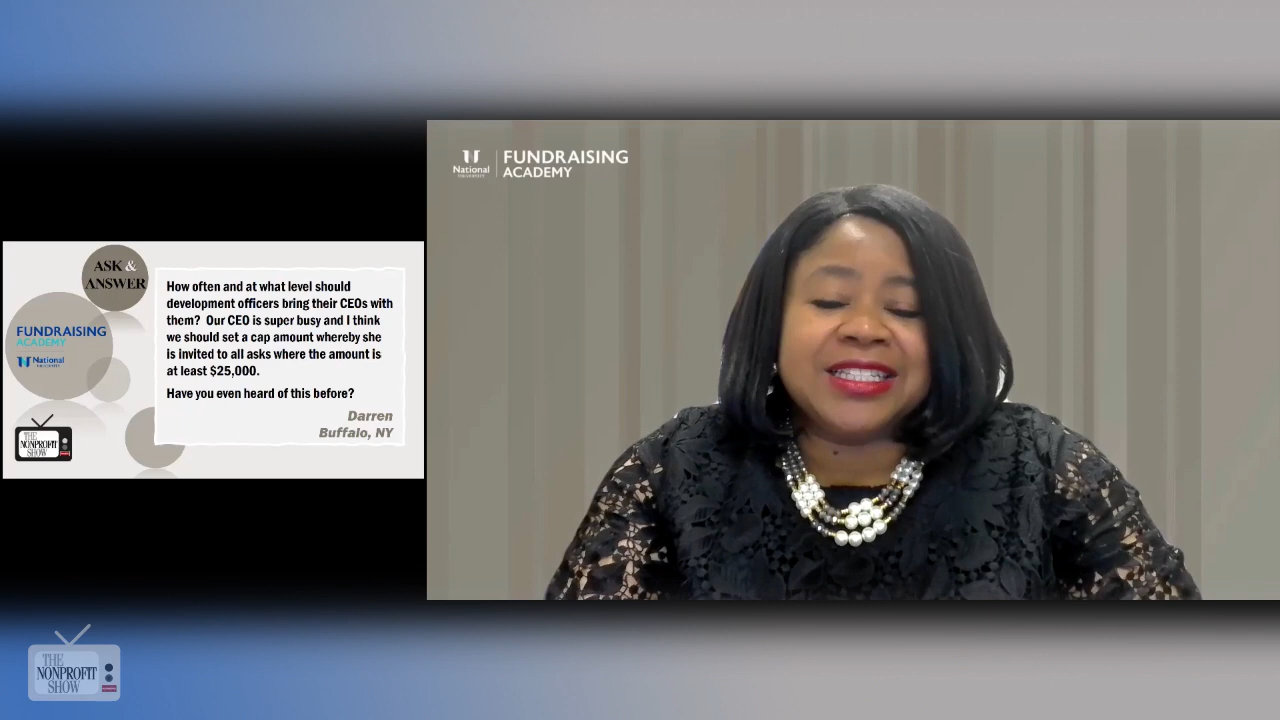 ASK &
ANSWER
FUNDRAISING
ACADEMY
National
UNIVERSITY
THE
NONPROFIT
SHOW
How often and at what level should
development officers bring their CEOs with
them? Our CEO is super busy and I think
we should set a cap amount whereby she
is invited to all asks where the amount is
at least $25,000.
Have you even heard of this before?
Darren
Buffalo, NY
National
UNIVERSITY
FUNDRAISING
ACADEMY
THE
NONPROFIT
SHOW